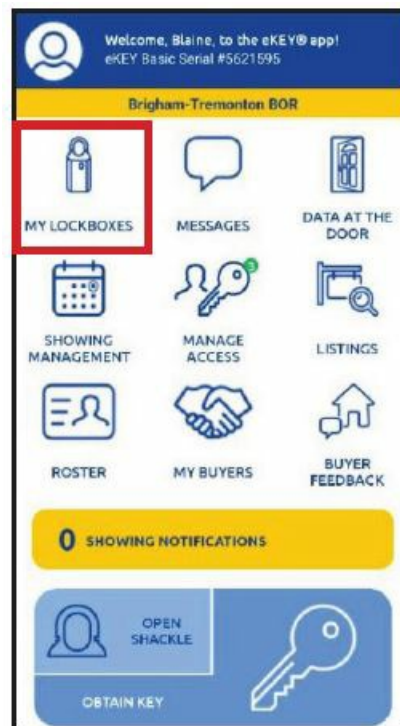 Welcome, Blaine, to the eKEY® app!
eKEY Basic Serial #5621595
Brigham-Tremonton BOR
MY LOCKBOXES
MESSAGES
DATA AT THE
DOOR
SHOWING
MANAGEMENT
3
MANAGE
ACCESS
LISTINGS
ROSTER
MY BUYERS
BUYER
FEEDBACK
0 SHOWING NOTIFICATIONS
OPEN
SHACKLE
OBTAIN KEY